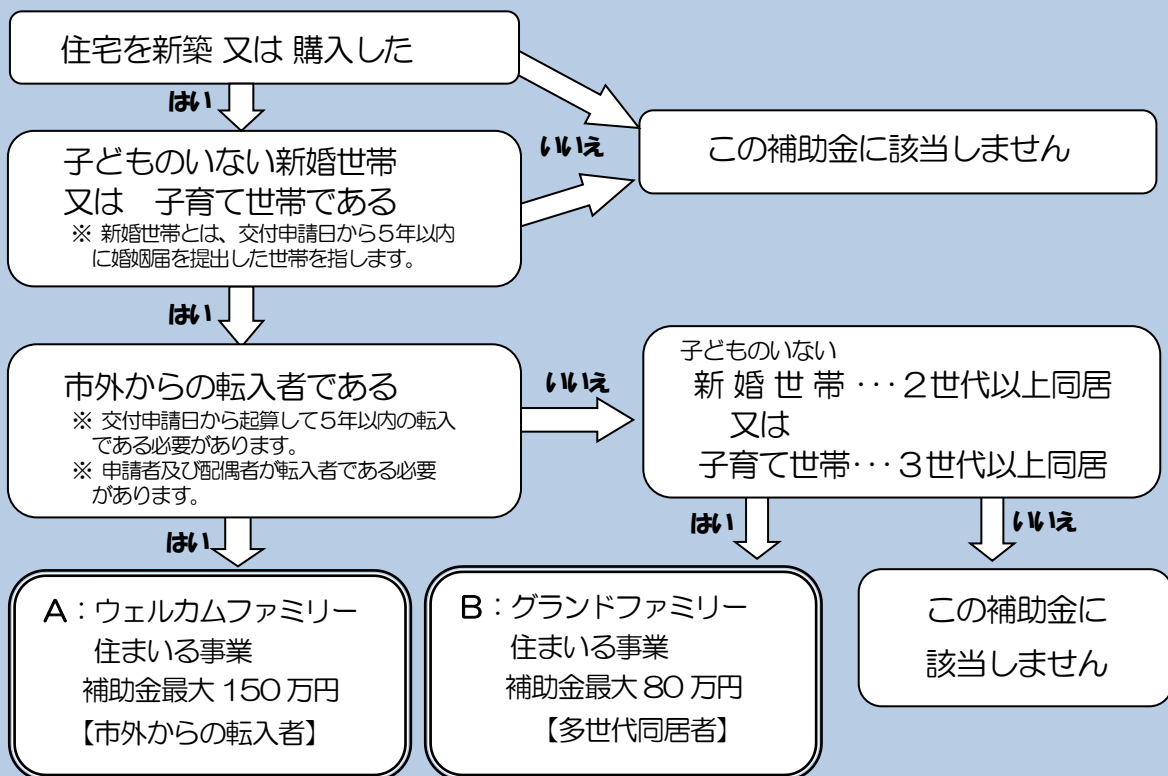 住宅を新築 又は 購入した
はい
いいえ
この補助金に該当しません
子どものいない新婚世帯
又は 子育て世帯である
※ 新婚世帯とは、交付申請日から5年以内
に婚姻届を提出した世帯を指します。
はい
市外からの転入者である
※ 交付申請日から起算して5年以内の転入
である必要があります。
※ 申請者及び配偶者が転入者である必要
があります。
いいえ
子どものいない
新 婚 世 帯 ･･･2世代以上同居
又は
子育て世帯･･･3世代以上同居
はい
はい
いいえ
A:ウェルカムファミリー
住まいる事業
補助金最大 150 万円
【市外からの転入者】
B:グランドファミリー
住まいる事業
補助金最大 80 万円
【多世代同居者】
この補助金に
該当しません